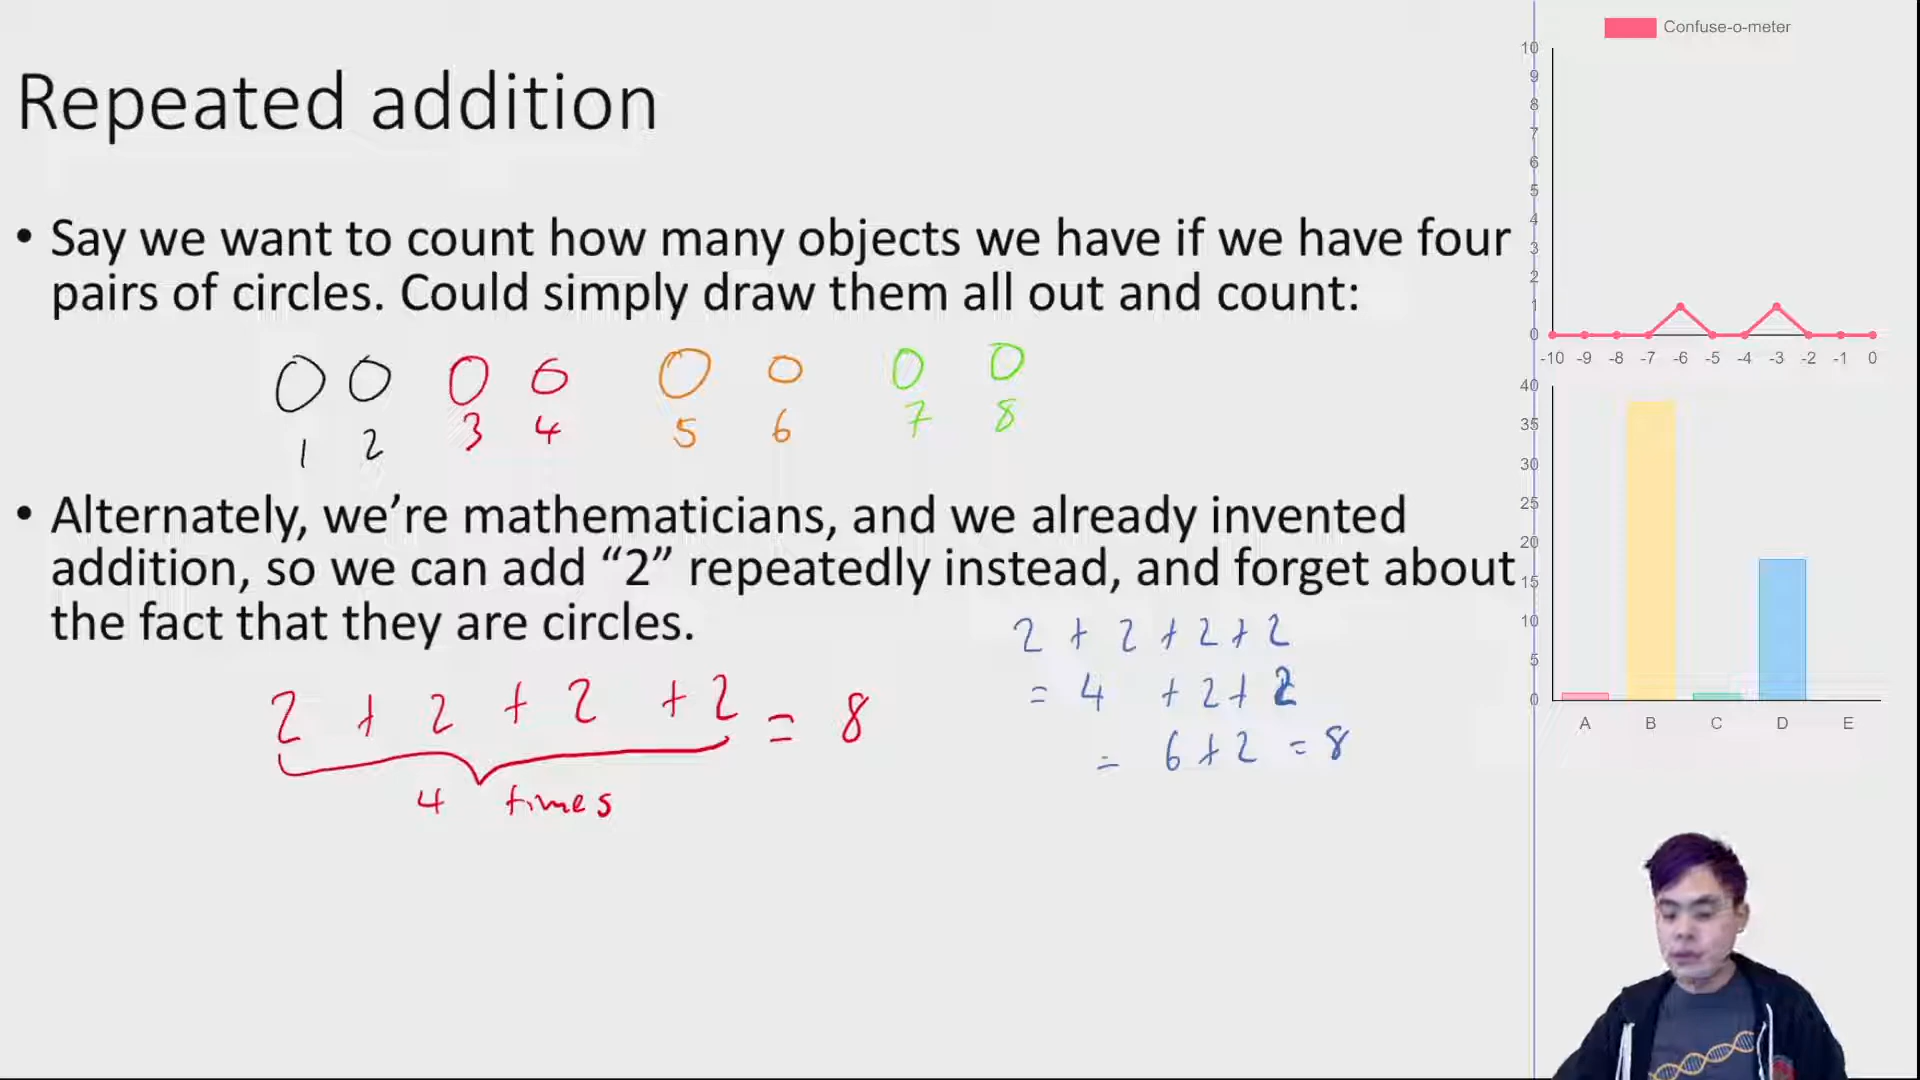 Repeated addition
• Say we want to count how many objects we have if we have four
pairs of circles. Could simply draw them all out and count:
1 2 3 4 5 6 7 8
• Alternately, we’re mathematicians, and we already invented
addition, so we can add “2” repeatedly instead, and forget about
the fact that they are circles.
2 + 2 + 2 + 2 = 8
4 times
2 + 2 + 2 + 2
= 4 + 2 + 2
= 6 + 2 = 8
Confuse-o-meter
10
9
8
7
6
5
4
3
2
1
0
-10 -9 -8 -7 -6 -5 -4 -3 -2 -1 0
40
35
30
25
20
15
10
5
0
A B C D E